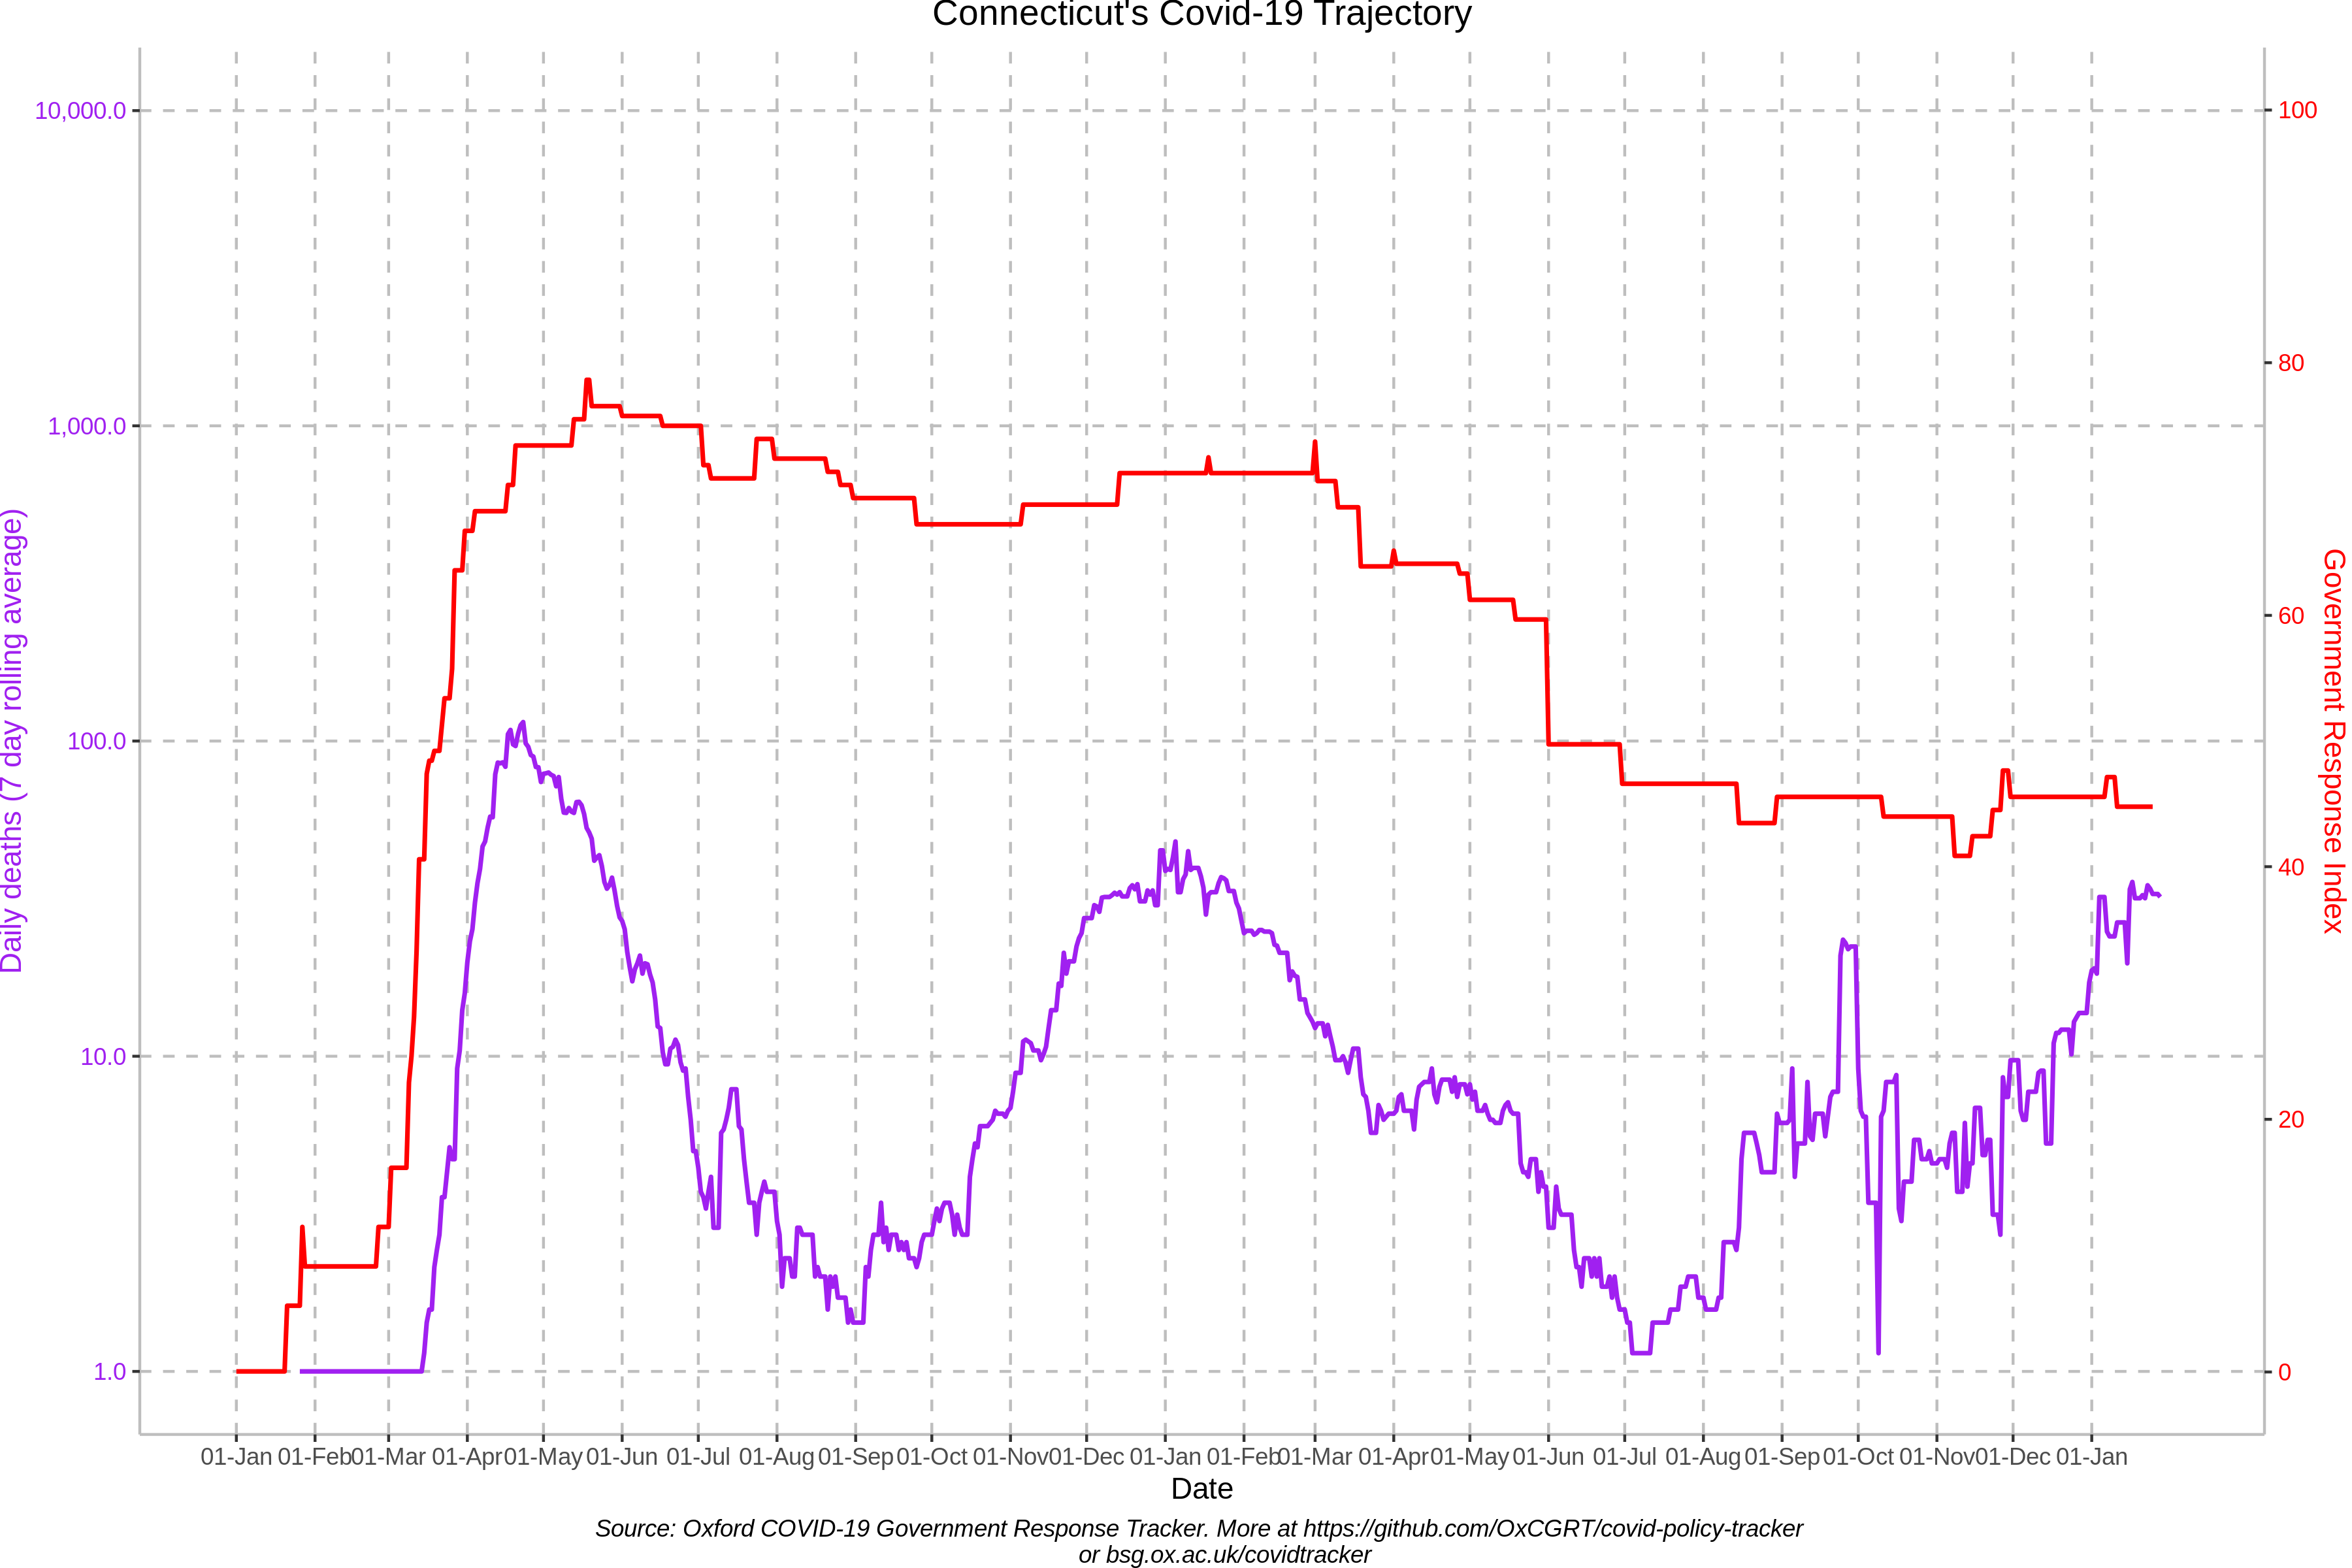 Connecticut's Covid-19 Trajectory
10,000.0
1,000.0
100.0
10.0
1.0
Daily deaths (7 day rolling average)
100
80
60
40
20
0
Government Response Index
01-Jan 01-Feb 01-Mar 01-Apr 01-May 01-Jun 01-Jul 01-Aug 01-Sep 01-Oct 01-Nov 01-Dec 01-Jan 01-Feb 01-Mar 01-Apr 01-May 01-Jun 01-Jul 01-Aug 01-Sep 01-Oct 01-Nov 01-Dec 01-Jan
Date
Source: Oxford COVID-19 Government Response Tracker. More at https://github.com/OxCGRT/covid-policy-tracker
or bsg.ox.ac.uk/covidtracker